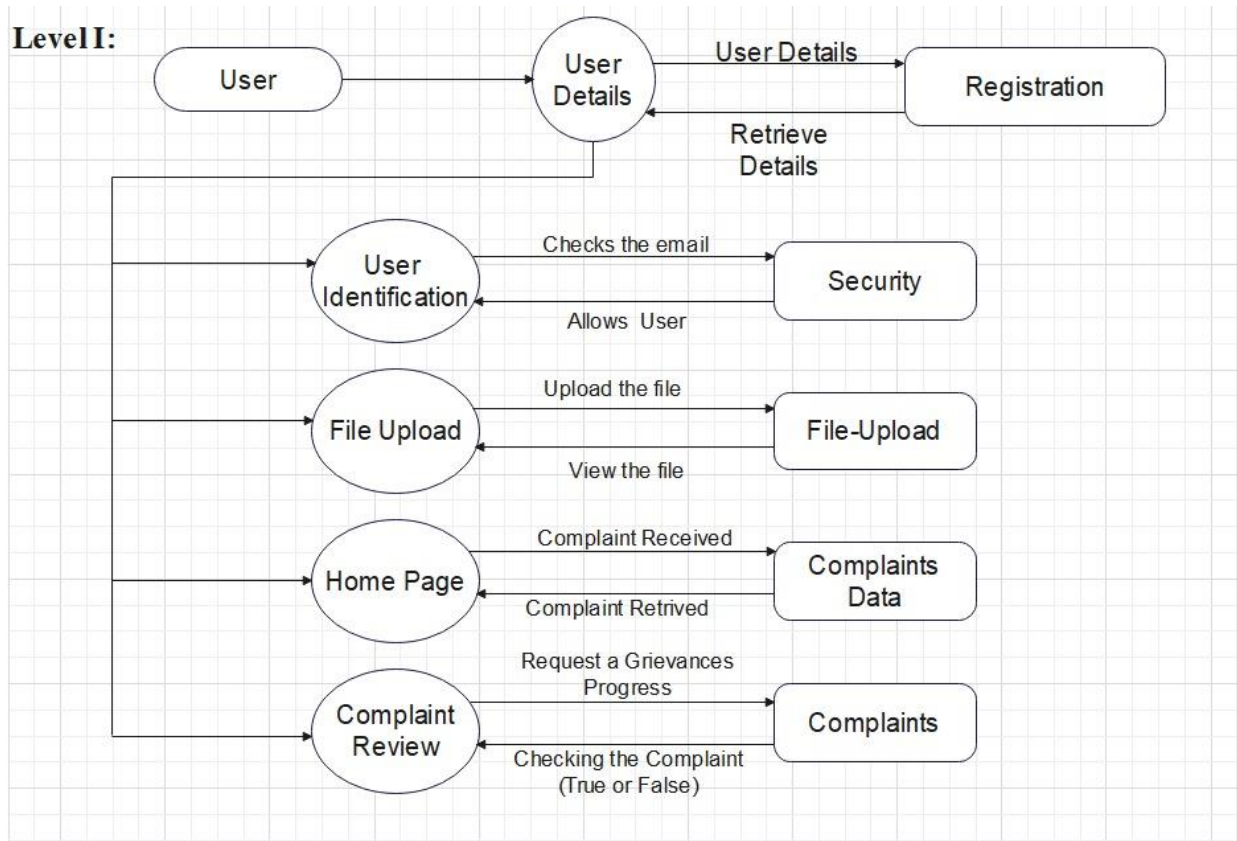 Level I:
User
User
Details
User Details
Registration
Retrieve
Details
User
Identification
Checks the email
Security
Allows User
File Upload
Upload the file
File-Upload
View the file
Home Page
Complaint Received
Complaints
Data
Complaint Retrived
Complaint
Review
Request a Grievances
Progress
Complaints
Checking the Complaint
(True or False)